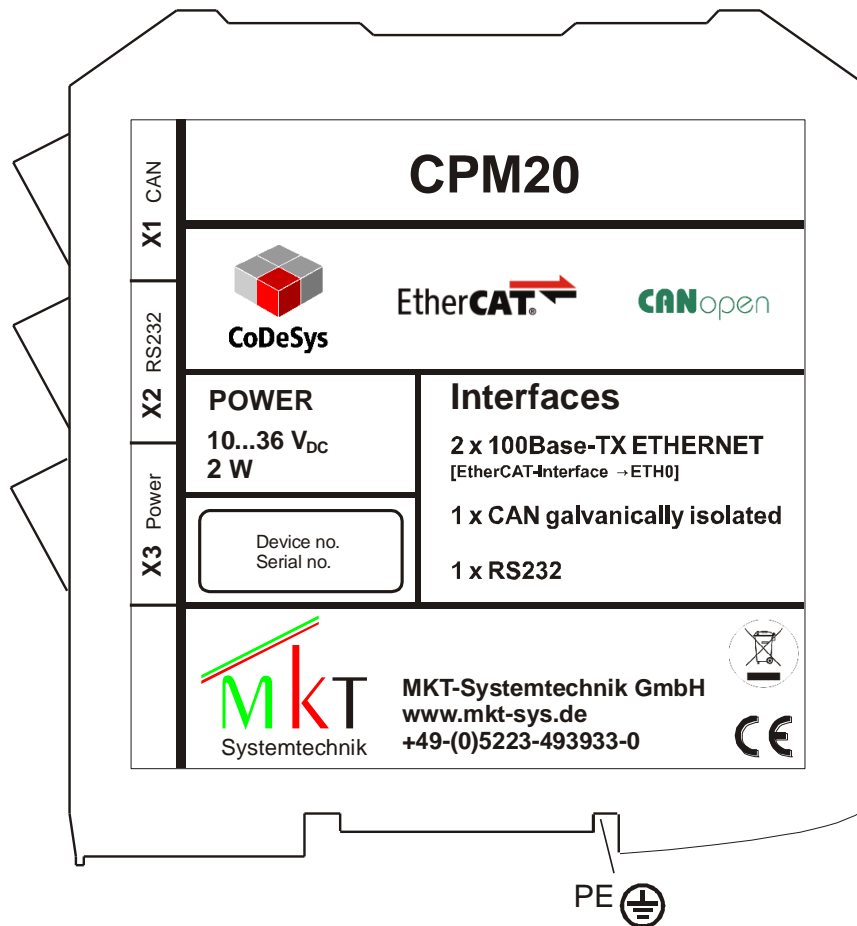 CPM20
X1 CAN
CoDeSys
EtherCAT®
CANopen
X2 RS232
POWER
10...36 VDC
2 W
Interfaces
2 x 100Base-TX ETHERNET
[EtherCAT-Interface →ETH0]
1 x CAN galvanically isolated
1 x RS232
X3 Power
Device no.
Serial no.
MKT
Systemtechnik
MKT-Systemtechnik GmbH
www.mkt-sys.de
+49-(0)5223-493933-0
CE
PE